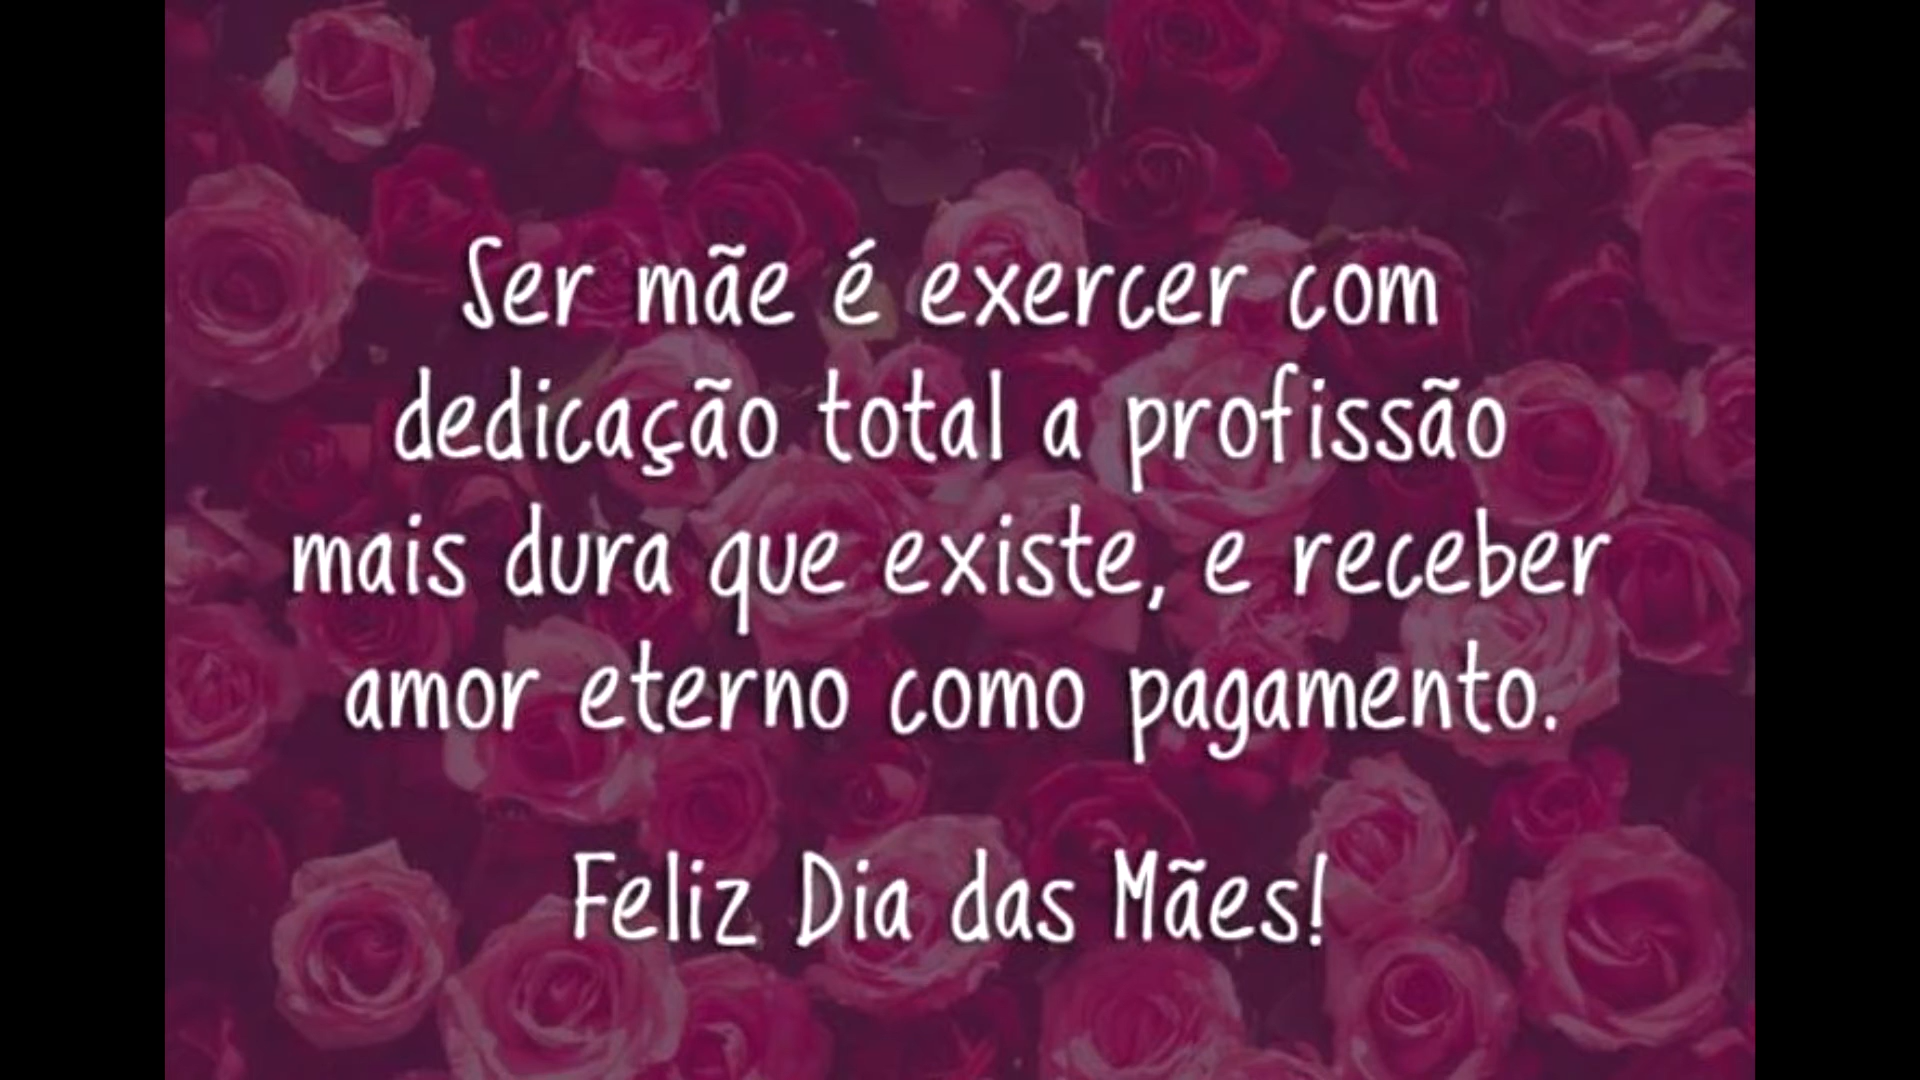 Ser mãe é exercer com
dedicação total a profissão
mais dura que existe, e receber
amor eterno como pagamento.
Feliz Dia das Mães!